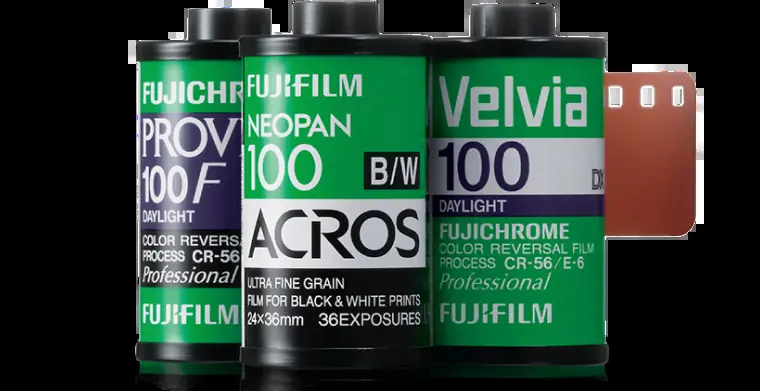 FUJICHR
PROV
100F
DAYLIGHT
COLOR REVERSA
PROCESS CR-56
Professional
FUJIFILM
FUJIFILM
NEOPAN
100
B/W
ACROS
ULTRA FINE GRAIN
FILM FOR BLACK & WHITE PRINTS
24×36mm 36EXPOSURES
Velvia
100
DX
DAYLIGHT
FUJICHROME
COLOR REVERSAL FILM
PROCESS CR-56/E-6
Professional
FUJIFILM